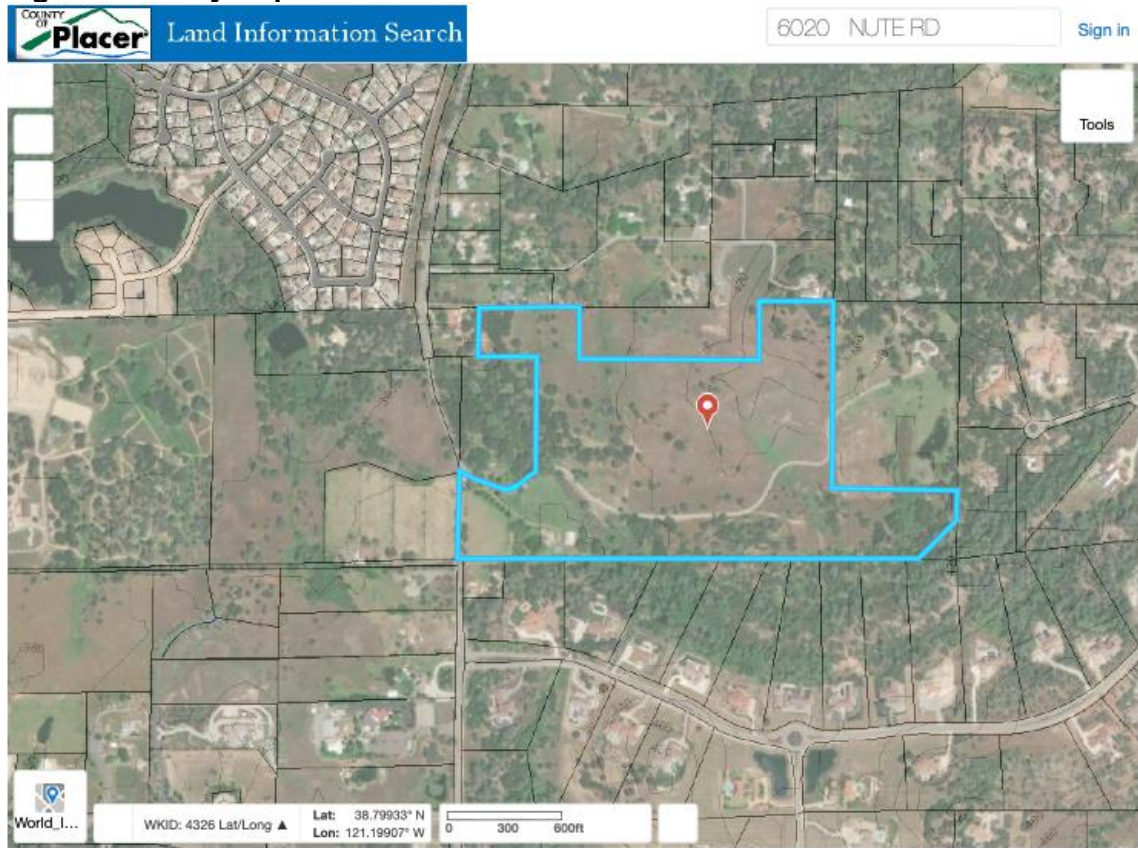 COUNTY
OF
Placer
Land Information Search
6020 NUTE RD
Sign in
Tools
420
World_I...
WKID: 4326 Lat/Long ▲
Lat: 38.79933° N
Lon: 121.19907° W
0 300 600ft